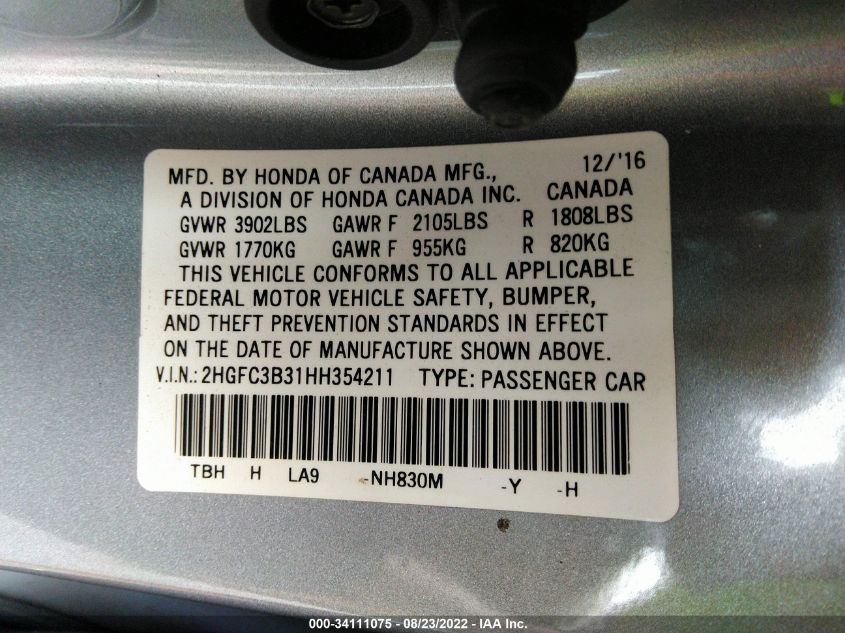 MFD. BY HONDA OF CANADA MFG., 12/'16
A DIVISION OF HONDA CANADA INC. CANADA
GVWR 3902LBS GAWR F 2105LBS R 1808LBS
GVWR 1770KG GAWR F 955KG R 820KG
THIS VEHICLE CONFORMS TO ALL APPLICABLE
FEDERAL MOTOR VEHICLE SAFETY, BUMPER,
AND THEFT PREVENTION STANDARDS IN EFFECT
ON THE DATE OF MANUFACTURE SHOWN ABOVE.
V.I.N.: 2HGFC3B31HH354211 TYPE: PASSENGER CAR
TBH H LA9 -NH830M -Y -H
000-34111075 - 08/23/2022 - IAA Inc.